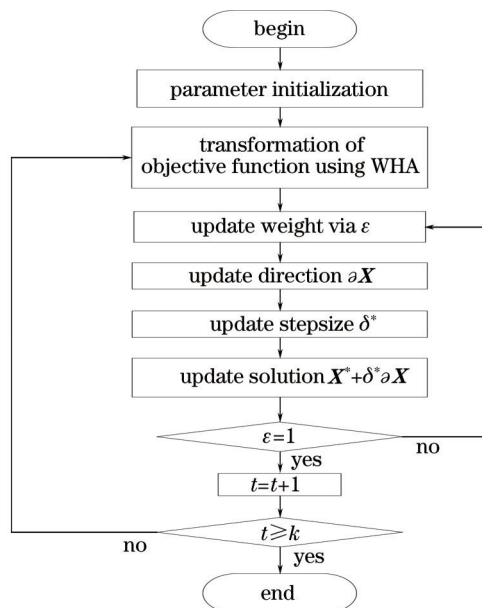 begin
parameter initialization
transformation of
objective function using WHA
update weight via ε
update direction ∂X
update stepsize δ*
update solution X*+δ*∂X
ε=1
no
yes
t=t+1
t≥k
no
yes
end